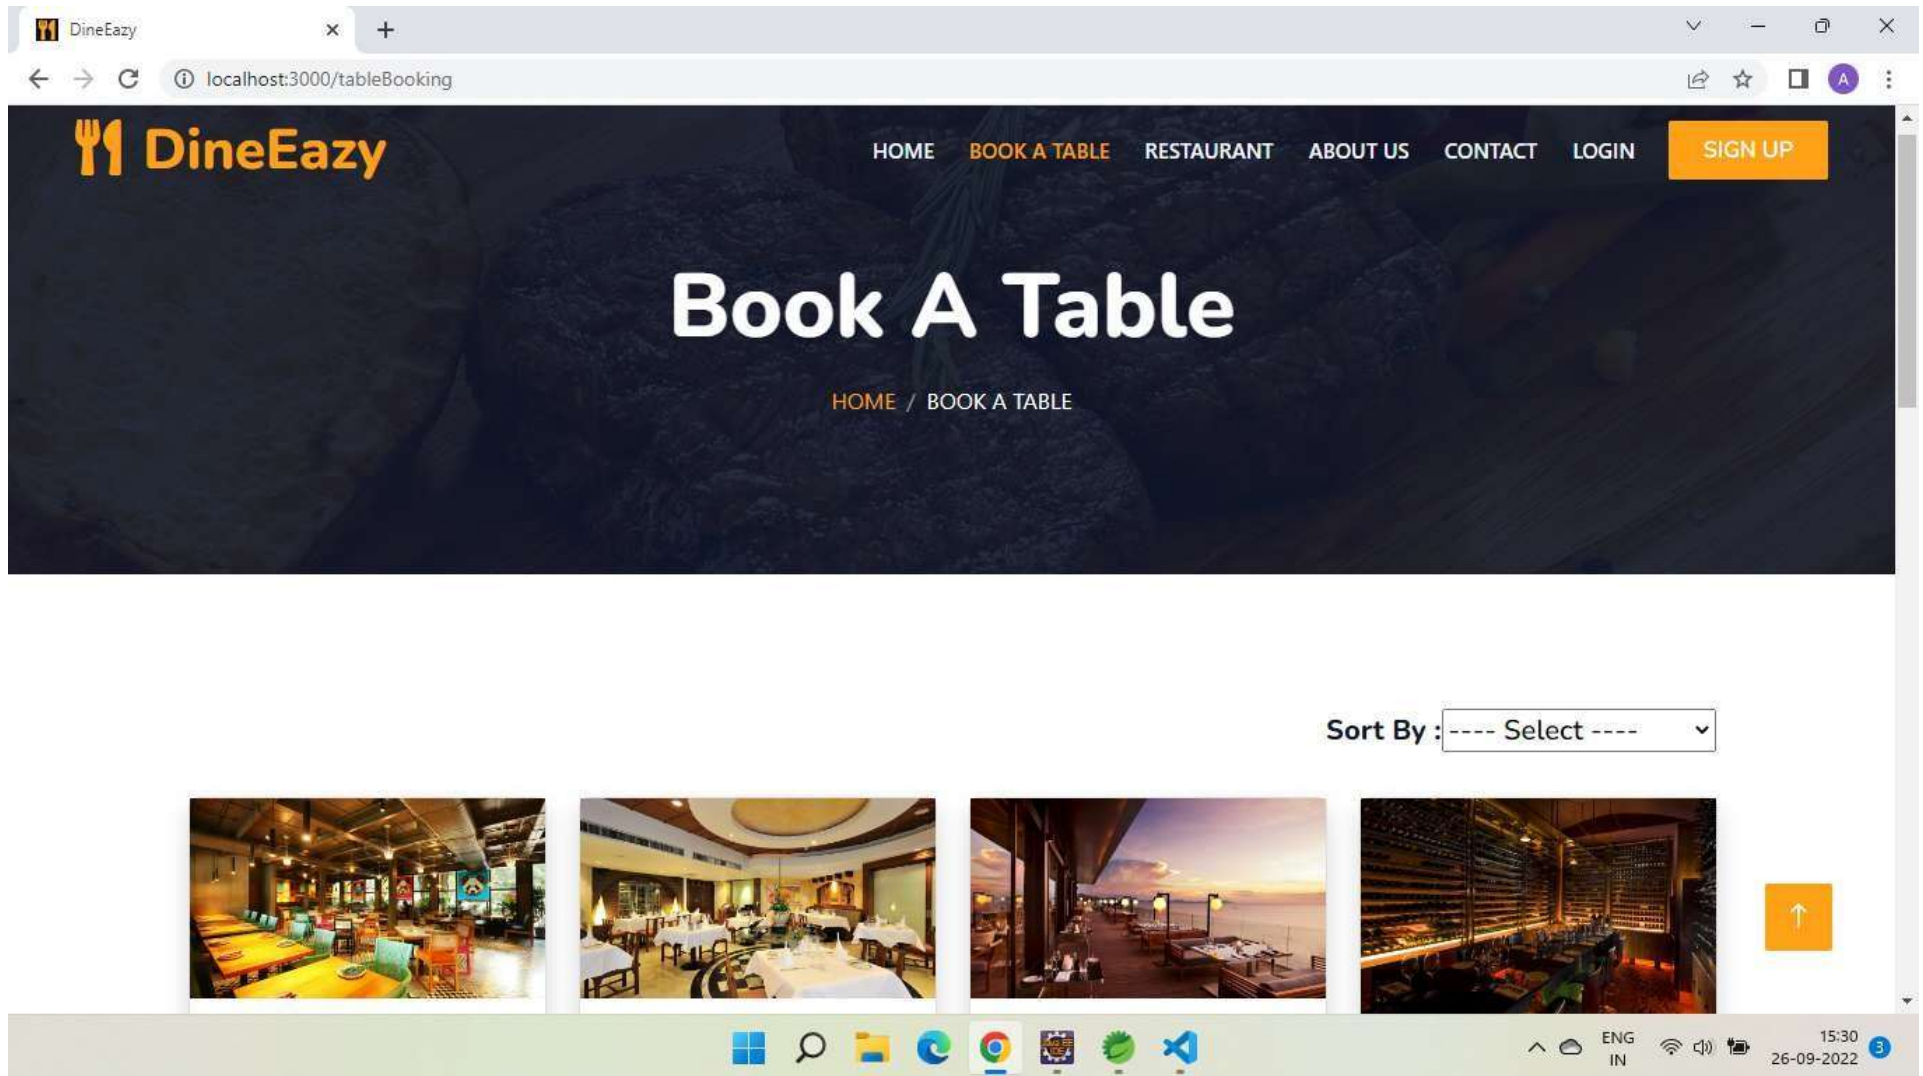 DineEazy
localhost:3000/tableBooking
A
DineEazy
HOME BOOK A TABLE RESTAURANT ABOUT US CONTACT LOGIN SIGN UP
Book A Table
HOME / BOOK A TABLE
Sort By : ---- Select ----
ENG
IN
15:30
26-09-2022
3